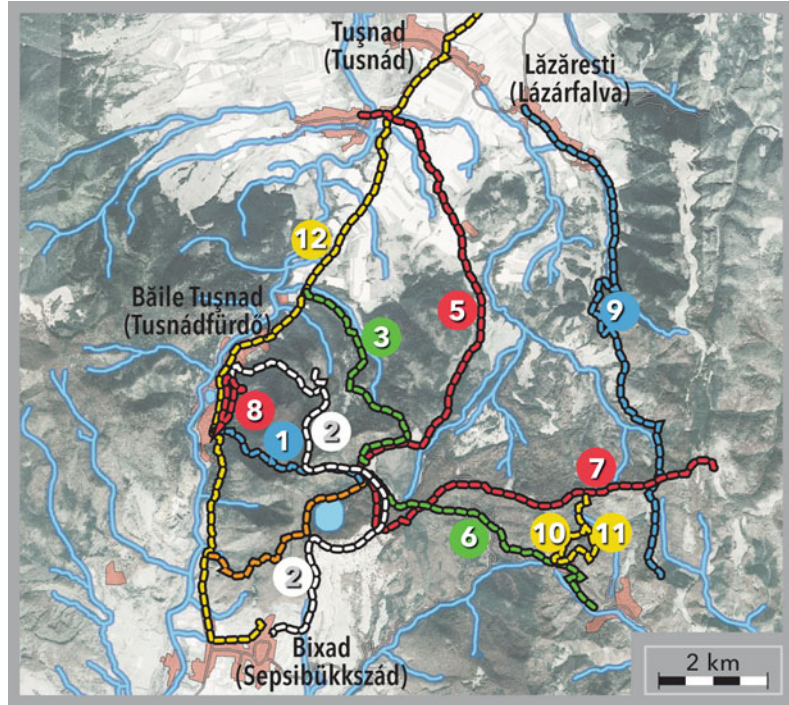 Tuşnad
(Tusnád)
Lăzăresti
(Lázárfalva)
12
Băile Tuşnad
(Tusnádfürdő)
5
9
3
8
1
2
7
6
10
11
2
Bixad
(Sepsibükkszád)
2 km